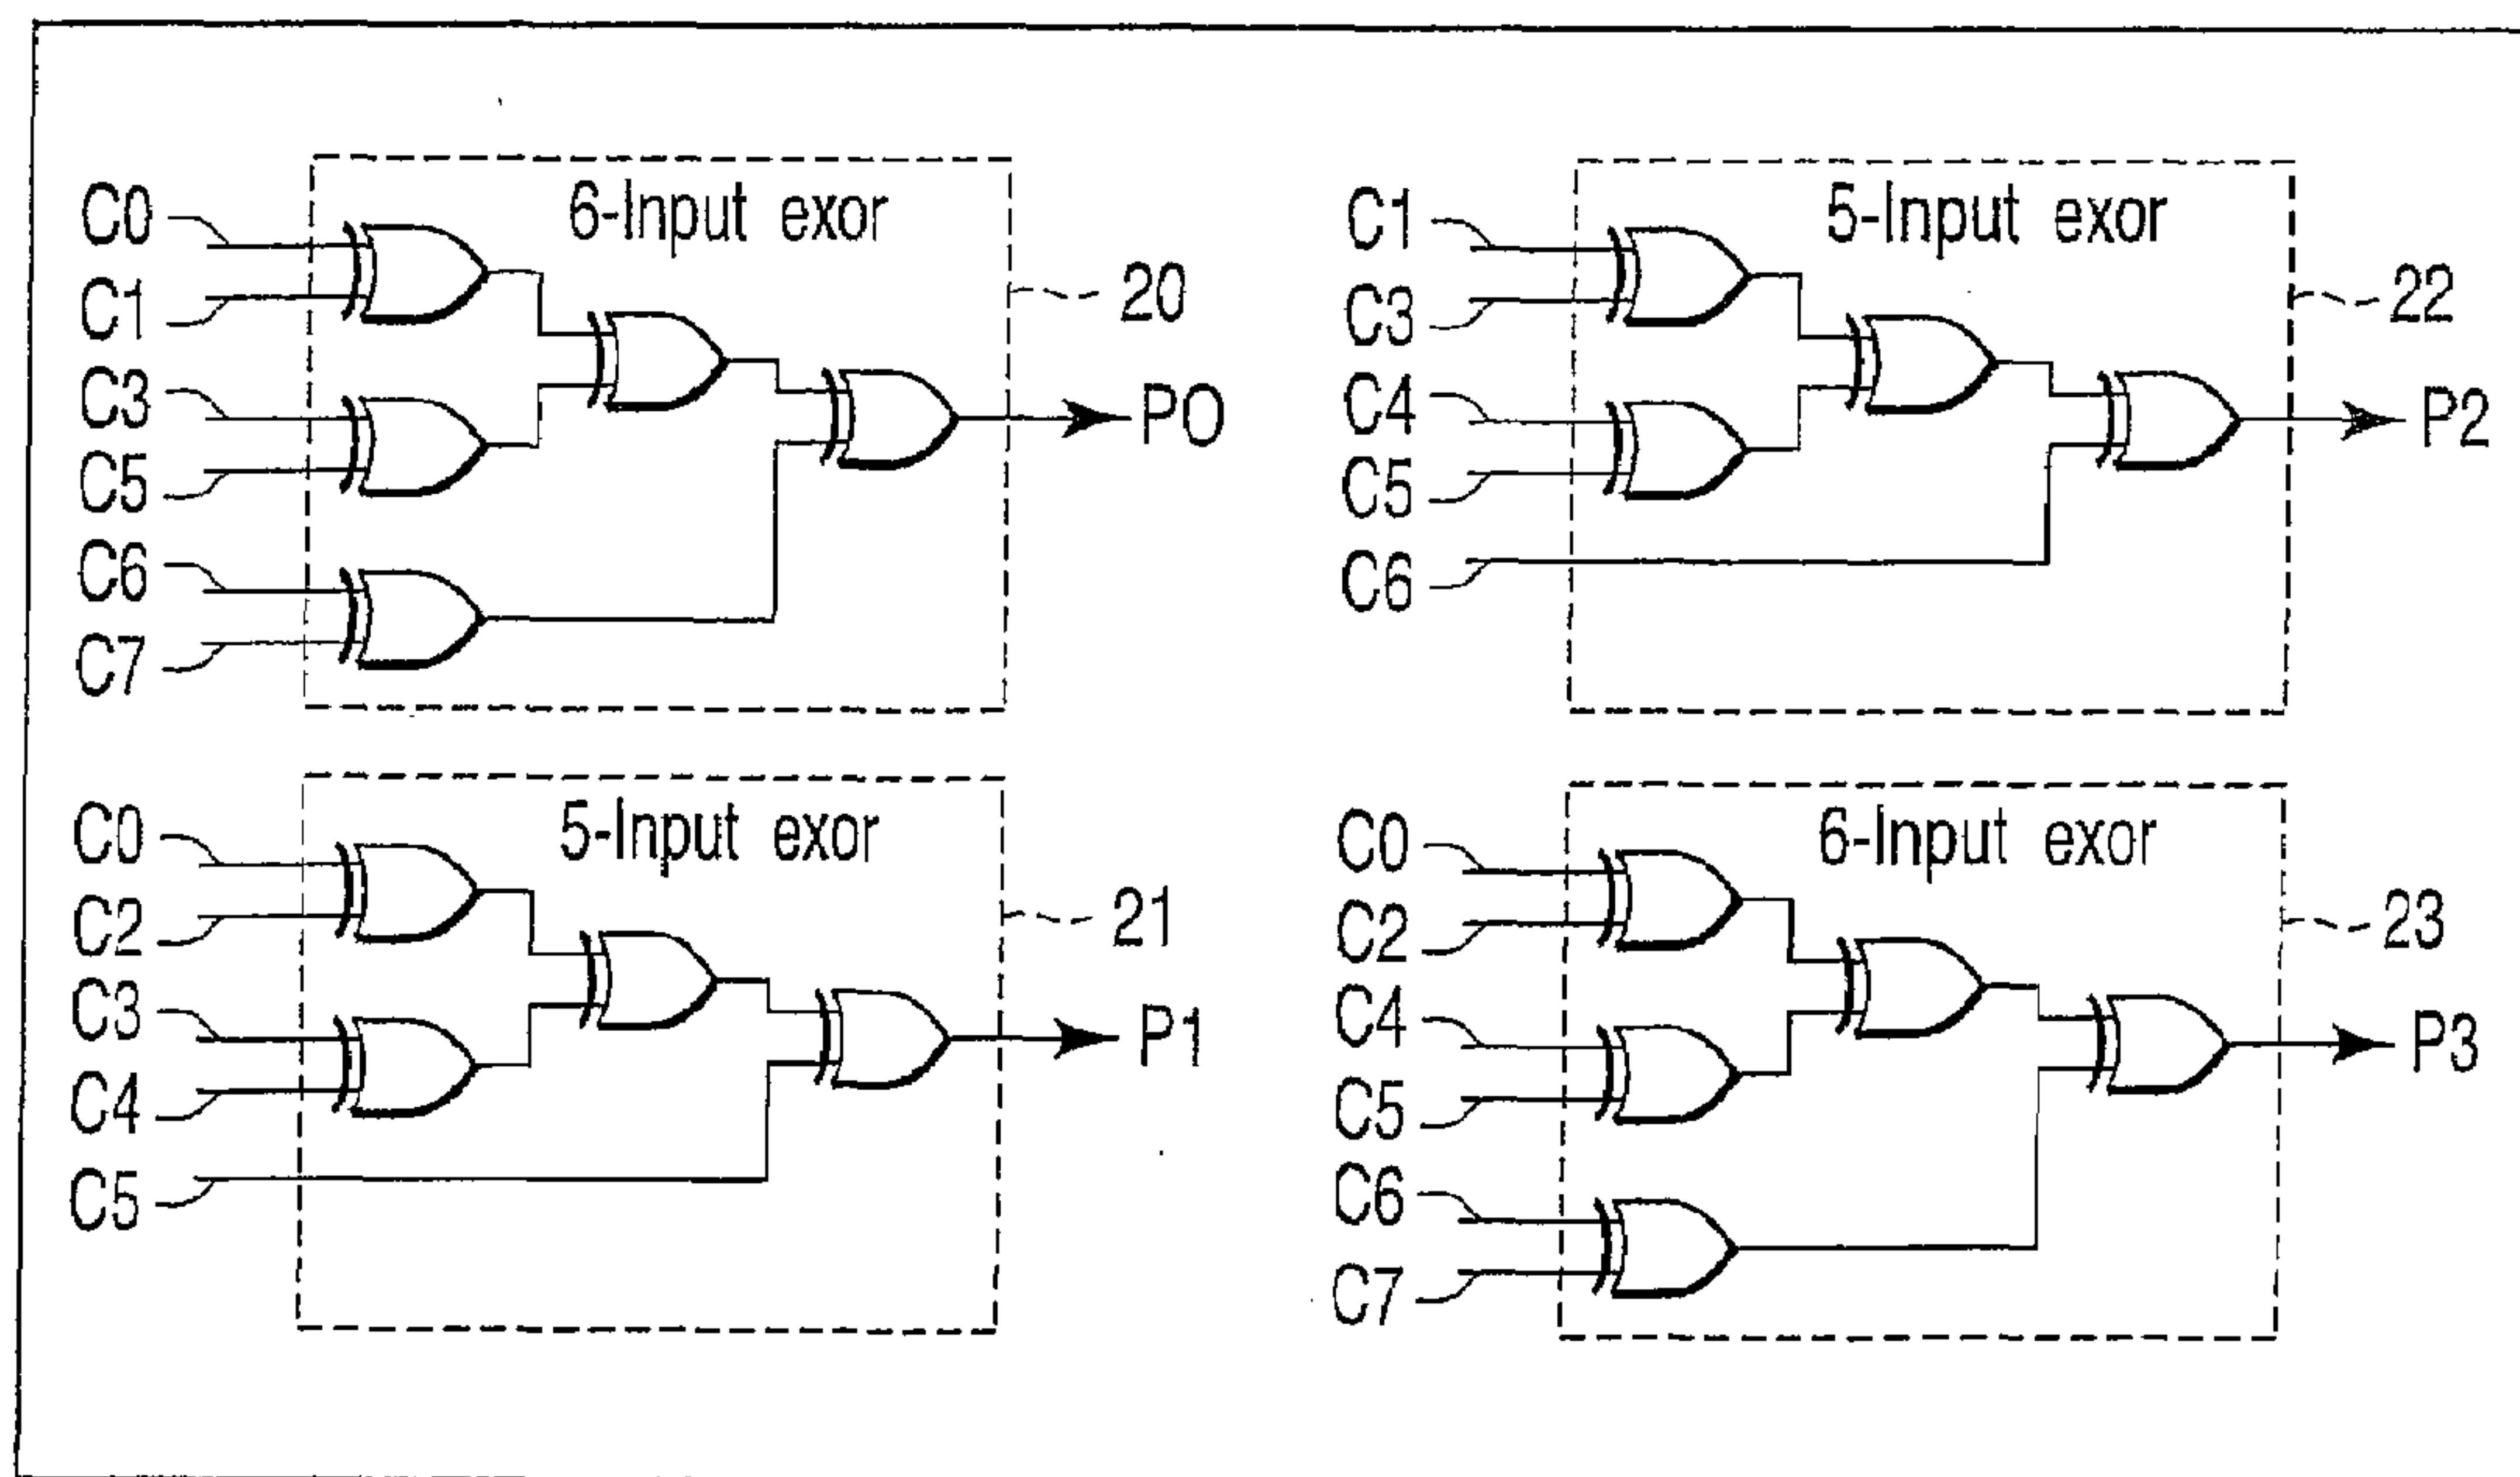 6-Input exor
C0
C1
C3
C5
C6
C7
20
P0
5-Input exor
C1
C3
C4
C5
C6
22
P2
5-Input exor
C0
C2
C3
C4
C5
21
P1
6-Input exor
C0
C2
C4
C5
C6
C7
23
P3